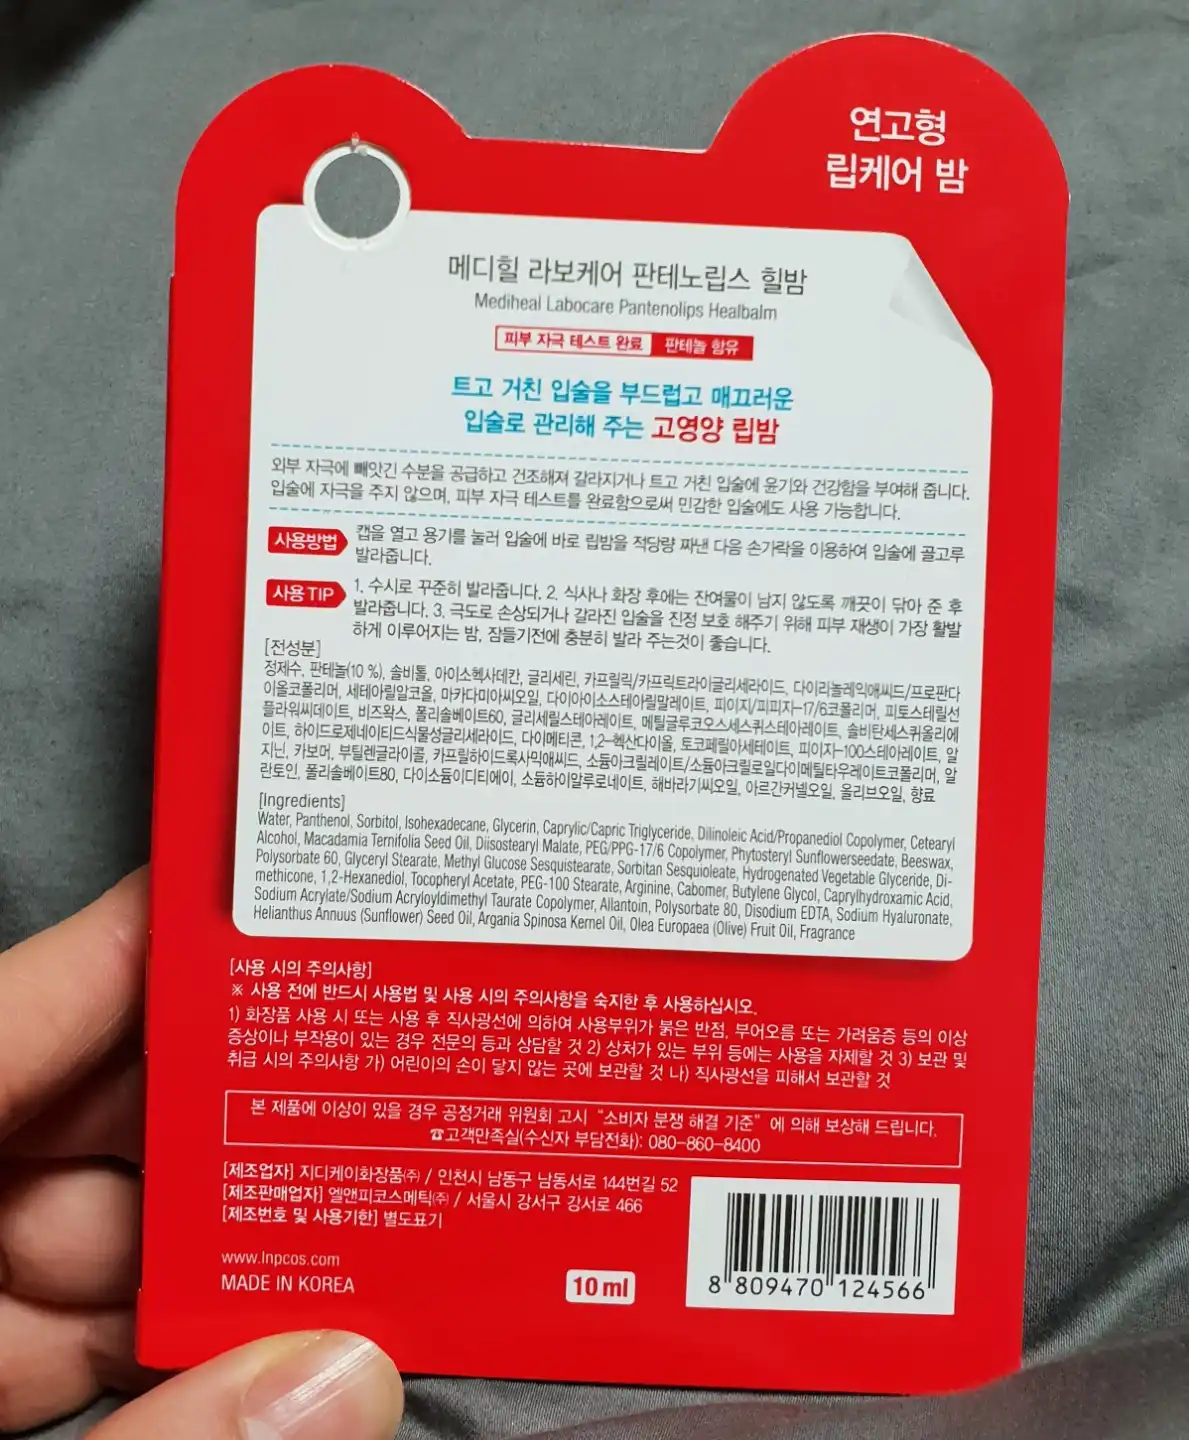 연고형
립케어 밤
메디힐 라보케어 판테노립스 힐밤
Mediheal Labocare Pantenolips Healbalm
피부 자극 테스트 완료 판테놀 함유
트고 거친 입술을 부드럽고 매끄러운
입술로 관리해 주는 고영양 립밤
외부 자극에 빼앗긴 수분을 공급하고 건조해져 갈라지거나 트고 거친 입술에 윤기와 건강함을 부여해 줍니다.
입술에 자극을 주지 않으며, 피부 자극 테스트를 완료함으로써 민감한 입술에도 사용 가능합니다.
사용방법 캡을 열고 용기를 눌러 입술에 바로 립밤을 적당량 짜낸 다음 손가락을 이용하여 입술에 골고루
발라줍니다.
사용 TIP 1. 수시로 꾸준히 발라줍니다. 2. 식사나 화장 후에는 잔여물이 남지 않도록 깨끗이 닦아 준 후
발라줍니다. 3. 극도로 손상되거나 갈라진 입술을 진정 보호 해주기 위해 피부 재생이 가장 활발
하게 이루어지는 밤, 잠들기전에 충분히 발라 주는것이 좋습니다.
[전성분]
정제수, 판테놀(10 %), 솔비톨, 아이소헥사데칸, 글리세린, 카프릴릭/카프릭트라이글리세라이드, 다이리놀레익애씨드/프로판다
이올코폴리머, 세테아릴알코올, 마카다미아씨오일, 다이아이소스테아릴말레이트, 피이지/피피지-17/6코폴리머, 피토스테릴선
플라워씨데이트, 비즈왁스, 폴리솔베이트60, 글리세릴스테아레이트, 메틸글루코오스세스퀴스테아레이트, 솔비탄세스퀴올리에
이트, 하이드로제네이티드식물성글리세라이드, 다이메티콘, 1,2-헥산다이올, 토코페릴아세테이트, 피이지-100스테아레이트, 알
지닌, 카보머, 부틸렌글라이콜, 카프릴하이드록사믹애씨드, 소듐아크릴레이트/소듐아크릴로일다이메틸타우레이트코폴리머, 알
란토인, 폴리솔베이트80, 다이소듐이디티에이, 소듐하이알루로네이트, 해바라기씨오일, 아르간커넬오일, 올리브오일, 향료
[Ingredients]
Water, Panthenol, Sorbitol, Isohexadecane, Glycerin, Caprylic/Capric Triglyceride, Dilinoleic Acid/Propanediol Copolymer, Cetearyl
Alcohol, Macadamia Ternifolia Seed Oil, Diisostearyl Malate, PEG/PPG-17/6 Copolymer, Phytosteryl Sunflowerseedate, Beeswax,
Polysorbate 60, Glyceryl Stearate, Methyl Glucose Sesquistearate, Sorbitan Sesquioleate, Hydrogenated Vegetable Glyceride, Di-
methicone, 1,2-Hexanediol, Tocopheryl Acetate, PEG-100 Stearate, Arginine, Cabomer, Butylene Glycol, Caprylhydroxamic Acid,
Sodium Acrylate/Sodium Acryloyldimethyl Taurate Copolymer, Allantoin, Polysorbate 80, Disodium EDTA, Sodium Hyaluronate,
Helianthus Annuus (Sunflower) Seed Oil, Argania Spinosa Kernel Oil, Olea Europaea (Olive) Fruit Oil, Fragrance
[사용 시의 주의사항]
※ 사용 전에 반드시 사용법 및 사용 시의 주의사항을 숙지한 후 사용하십시오.
1) 화장품 사용 시 또는 사용 후 직사광선에 의하여 사용부위가 붉은 반점, 부어오름 또는 가려움증 등의 이상
증상이나 부작용이 있는 경우 전문의 등과 상담할 것 2) 상처가 있는 부위 등에는 사용을 자제할 것 3) 보관 및
취급 시의 주의사항 가) 어린이의 손이 닿지 않는 곳에 보관할 것 나) 직사광선을 피해서 보관할 것
본 제품에 이상이 있을 경우 공정거래 위원회 고시 "소비자 분쟁 해결 기준" 에 의해 보상해 드립니다.
☎고객만족실(수신자 부담전화): 080-860-8400
[제조업자] 지디케이화장품㈜ / 인천시 남동구 남동서로 144번길 52
[제조판매업자] 엘앤피코스메틱㈜ / 서울시 강서구 강서로 466
[제조번호 및 사용기한] 별도표기
www.lnpcos.com
MADE IN KOREA
10 ml
8 809470 124566